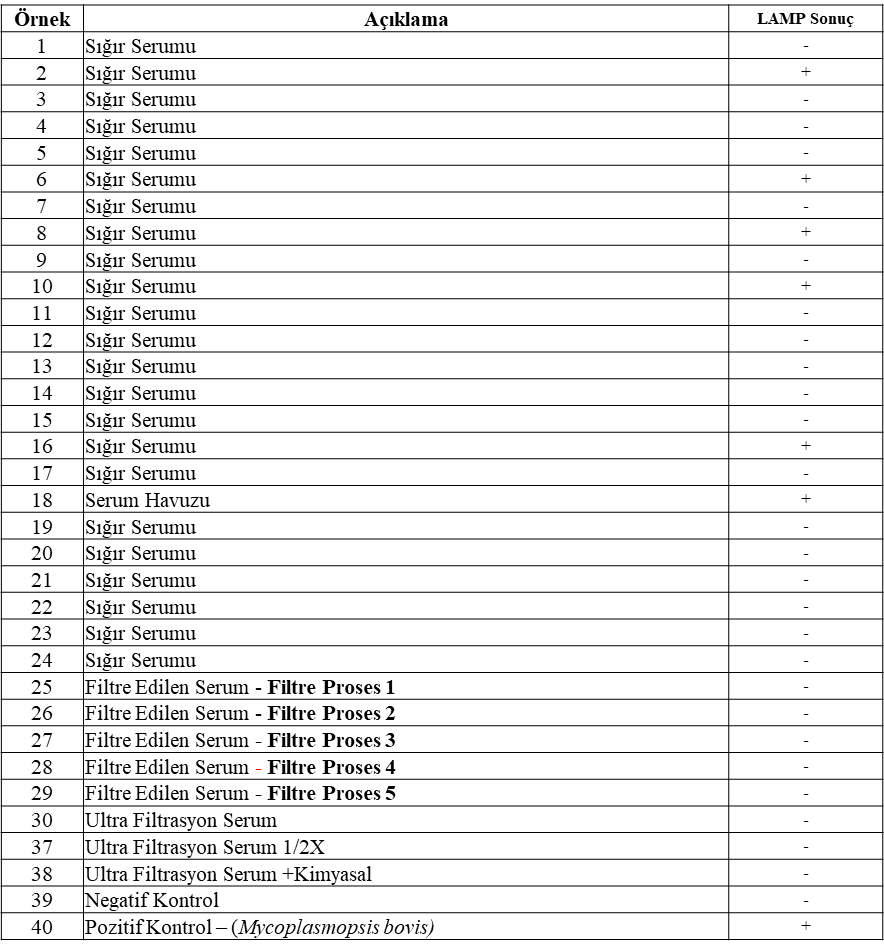 Örnek Açıklama LAMP Sonuç
1 Sığır Serumu -
2 Sığır Serumu +
3 Sığır Serumu -
4 Sığır Serumu -
5 Sığır Serumu -
6 Sığır Serumu +
7 Sığır Serumu -
8 Sığır Serumu +
9 Sığır Serumu -
10 Sığır Serumu +
11 Sığır Serumu -
12 Sığır Serumu -
13 Sığır Serumu -
14 Sığır Serumu -
15 Sığır Serumu -
16 Sığır Serumu +
17 Sığır Serumu -
18 Serum Havuzu +
19 Sığır Serumu -
20 Sığır Serumu -
21 Sığır Serumu -
22 Sığır Serumu -
23 Sığır Serumu -
24 Sığır Serumu -
25 Filtre Edilen Serum - Filtre Proses 1 -
26 Filtre Edilen Serum - Filtre Proses 2 -
27 Filtre Edilen Serum - Filtre Proses 3 -
28 Filtre Edilen Serum - Filtre Proses 4 -
29 Filtre Edilen Serum - Filtre Proses 5 -
30 Ultra Filtrasyon Serum -
37 Ultra Filtrasyon Serum 1/2X -
38 Ultra Filtrasyon Serum +Kimyasal -
39 Negatif Kontrol -
40 Pozitif Kontrol – (Mycoplasmopsis bovis) +